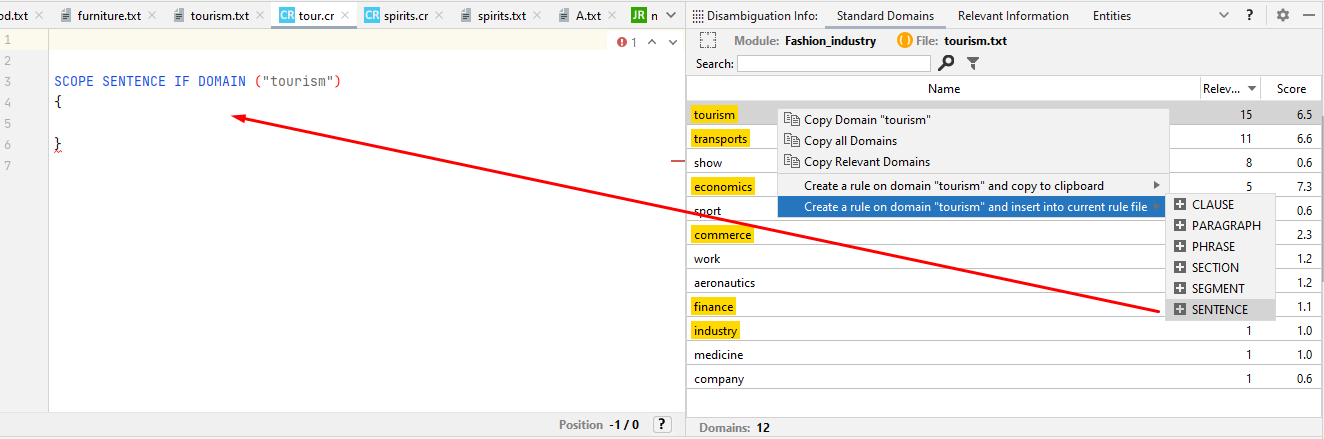 od.txt furniture.txt tourism.txt tour.cr spirits.cr spirits.txt A.txt JR n
1
2
3 SCOPE SENTENCE IF DOMAIN ("tourism")
4 {
5
6 }
7
1
Position -1 / 0 ?
Disambiguation Info: Standard Domains Relevant Information Entities ?
Module: Fashion_industry File: tourism.txt
Search:
Name Relev... Score
tourism 15 6.5
transports 11 6.6
show 8 0.6
economics 5 7.3
sport 0.6
commerce 2.3
work 1.2
aeronautics 1.2
finance 1.1
industry 1 1.0
medicine 1 1.0
company 1 0.6
Copy Domain "tourism"
Copy all Domains
Copy Relevant Domains
Create a rule on domain "tourism" and copy to clipboard
Create a rule on domain "tourism" and insert into current rule file
CLAUSE
PARAGRAPH
PHRASE
SECTION
SEGMENT
SENTENCE
Domains: 12